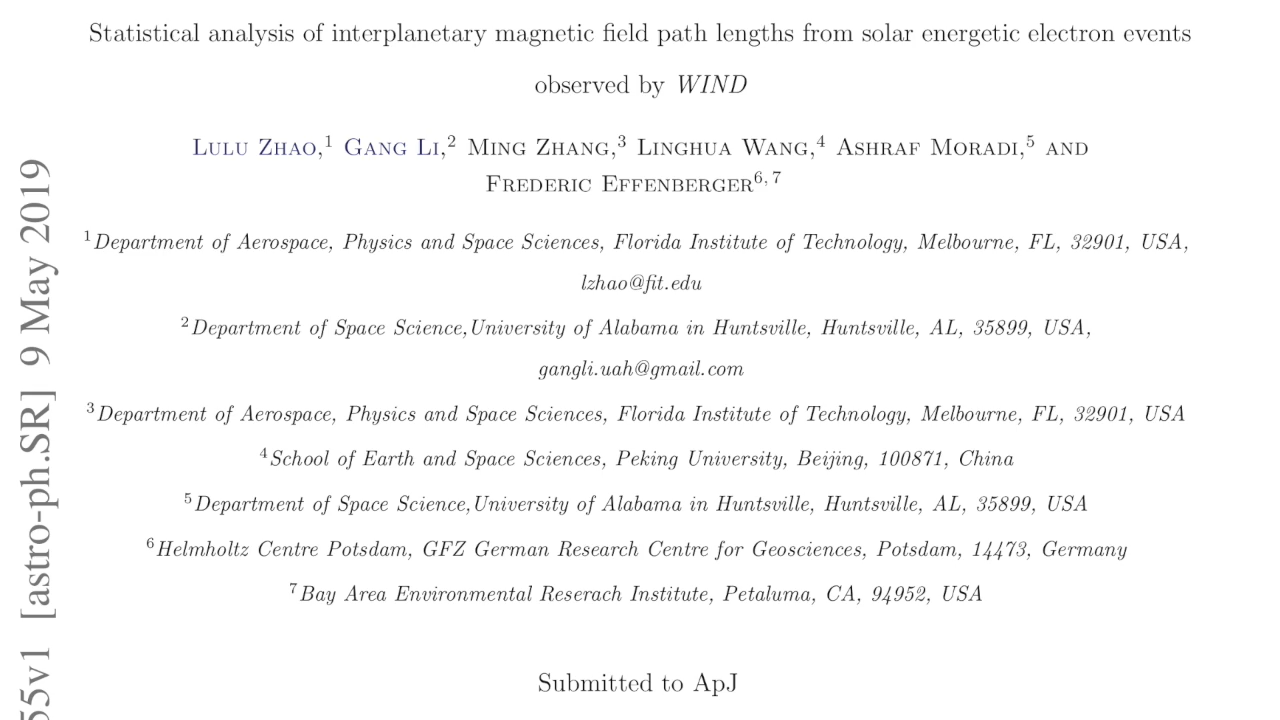 Statistical analysis of interplanetary magnetic field path lengths from solar energetic electron events
observed by WIND
Lulu Zhao,1 Gang Li,2 Ming Zhang,3 Linghua Wang,4 Ashraf Moradi,5 and
Frederic Effenberger6, 7
1Department of Aerospace, Physics and Space Sciences, Florida Institute of Technology, Melbourne, FL, 32901, USA,
lzhao@fit.edu
2Department of Space Science,University of Alabama in Huntsville, Huntsville, AL, 35899, USA,
gangli.uah@gmail.com
3Department of Aerospace, Physics and Space Sciences, Florida Institute of Technology, Melbourne, FL, 32901, USA
4School of Earth and Space Sciences, Peking University, Beijing, 100871, China
5Department of Space Science,University of Alabama in Huntsville, Huntsville, AL, 35899, USA
6Helmholtz Centre Potsdam, GFZ German Research Centre for Geosciences, Potsdam, 14473, Germany
7Bay Area Environmental Reserach Institute, Petaluma, CA, 94952, USA
Submitted to ApJ
55v1 [astro-ph.SR] 9 May 2019